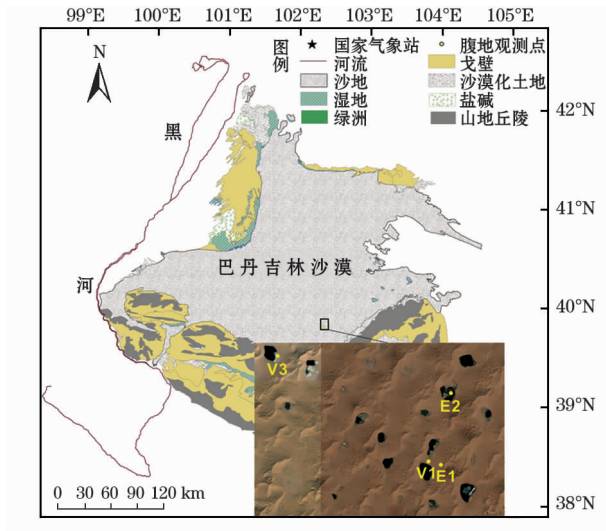 99°E 100°E 101°E 102°E 103°E 104°E 105°E
N
图例
国家气象站 腹地观测点
河流 戈壁
沙地 沙漠化土地
湿地 盐碱
绿洲 山地丘陵
42°N
41°N
40°N
39°N
38°N
黑
河
巴丹吉林沙漠
V3
E2
V1 E1
0 30 60 90 120 km